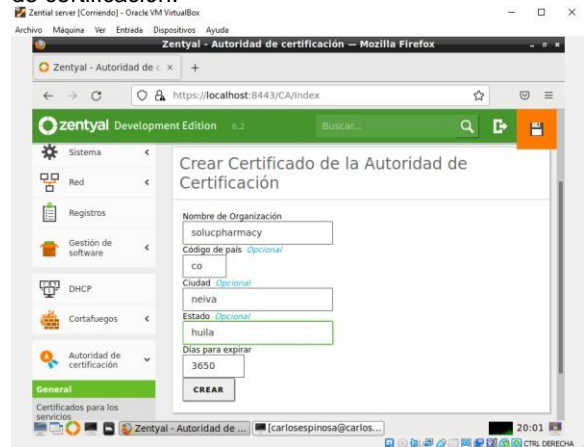 de certificación.
Zential server [Corriendo] - Oracle VM VirtualBox
Archivo Máquina Ver Entrada Dispositivos Ayuda
Zentyal - Autoridad de certificación — Mozilla Firefox
Zentyal - Autoridad de c
https://localhost:8443/CA/Index
zentyal Development Edition 6.2 Buscar...
Sistema
Red
Registros
Gestión de
software
DHCP
Cortafuegos
Autoridad de
certificación
General
Certificados para los
servicios
Crear Certificado de la Autoridad de
Certificación
Nombre de Organización
solucpharmacy
Código de país Opcional
co
Ciudad Opcional
neiva
Estado Opcional
huila
Días para expirar
3650
CREAR
Zentyal - Autoridad de ... [carlosespinosa@carlos... 20:01
CTRL DERECHA